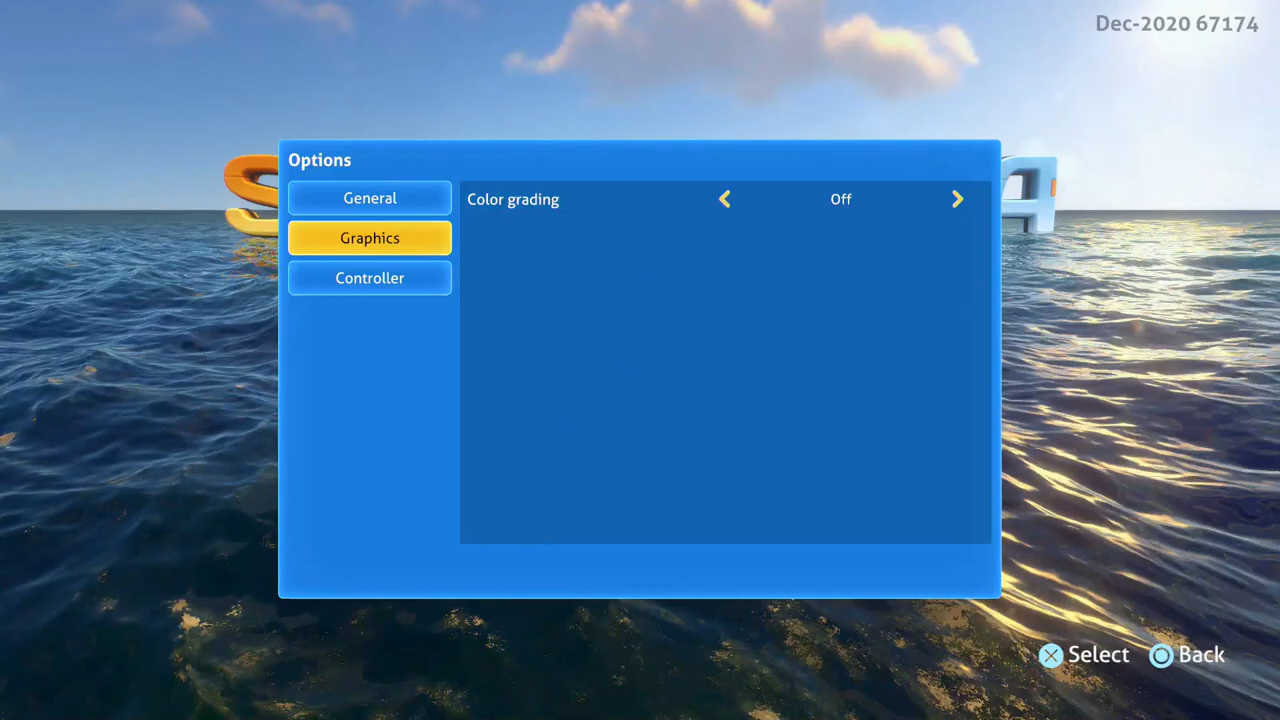 Dec-2020 67174
Options
General
Color grading Off
Graphics
Controller
Select Back